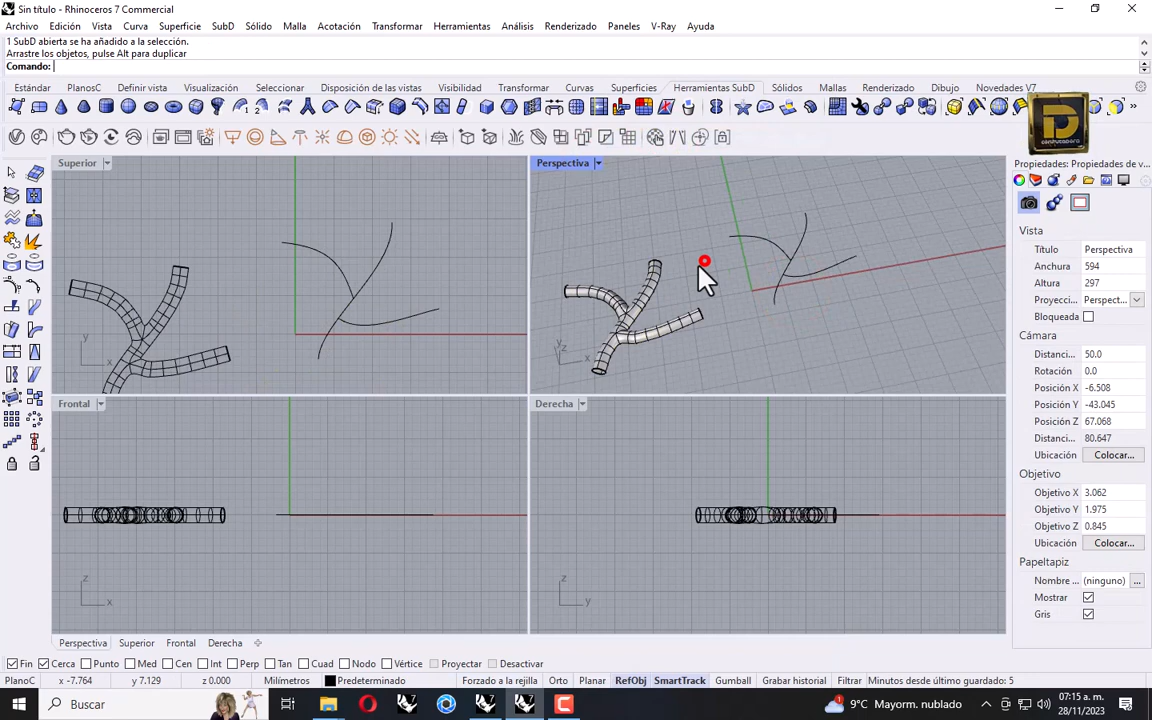 Sin título - Rhinoceros 7 Commercial
Archivo Edición Vista Curva Superficie SubD Sólido Malla Acotación Transformar Herramientas Análisis Renderizado Paneles V-Ray Ayuda
1 SubD abierta se ha añadido a la selección.
Arrastre los objetos, pulse Alt para duplicar
Comando:
Estándar PlanosC Definir vista Visualización Seleccionar Disposición de las vistas Visibilidad Transformar Curvas Superficies Herramientas SubD Sólidos Mallas Renderizado Dibujo Novedades V7
Superior
Perspectiva
Frontal
Derecha
y
x
y
z
x
z
x
z
y
Propiedades: Propiedades de v...
Vista
Título Perspectiva
Anchura 594
Altura 297
Proyecci... Perspect...
Bloqueada
Cámara
Distanci... 50.0
Rotación 0.0
Posición X -6.508
Posición Y -43.045
Posición Z 67.068
Distanci... 80.647
Ubicación Colocar...
Objetivo
Objetivo X 3.062
Objetivo Y 1.975
Objetivo Z 0.845
Ubicación Colocar...
Papeltapiz
Nombre ... (ninguno) ...
Mostrar
Gris
Perspectiva Superior Frontal Derecha
Fin Cerca Punto Med Cen Int Perp Tan Cuad Nodo Vértice Proyectar Desactivar
PlanoC x -7.764 y 7.129 z 0.000 Milímetros Predeterminado Forzado a la rejilla Orto Planar RefObj SmartTrack Gumball Grabar historial Filtrar Minutos desde último guardado: 5
Buscar
19°C Mayorm. nublado
07:15 a. m.
28/11/2023